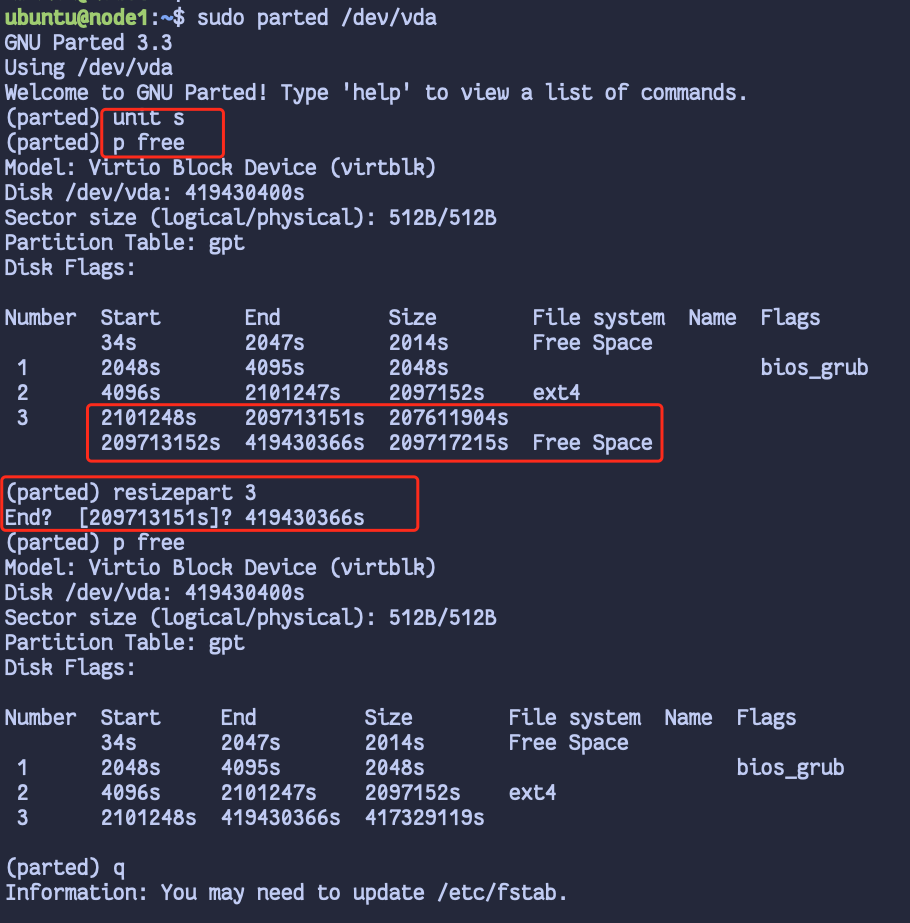 ubuntu@node1:~$ sudo parted /dev/vda
GNU Parted 3.3
Using /dev/vda
Welcome to GNU Parted! Type 'help' to view a list of commands.
(parted) unit s
(parted) p free
Model: Virtio Block Device (virtblk)
Disk /dev/vda: 419430400s
Sector size (logical/physical): 512B/512B
Partition Table: gpt
Disk Flags:
Number  Start       End         Size        File system  Name  Flags
        34s         2047s       2014s       Free Space
 1      2048s       4095s       2048s                          bios_grub
 2      4096s       2101247s    2097152s    ext4
 3      2101248s    209713151s  207611904s
        209713152s  419430366s  209717215s  Free Space
(parted) resizepart 3
End?  [209713151s]? 419430366s
(parted) p free
Model: Virtio Block Device (virtblk)
Disk /dev/vda: 419430400s
Sector size (logical/physical): 512B/512B
Partition Table: gpt
Disk Flags:
Number  Start     End         Size        File system  Name  Flags
        34s       2047s       2014s       Free Space
 1      2048s     4095s       2048s                          bios_grub
 2      4096s     2101247s    2097152s    ext4
 3      2101248s  419430366s  417329119s
(parted) q
Information: You may need to update /etc/fstab.